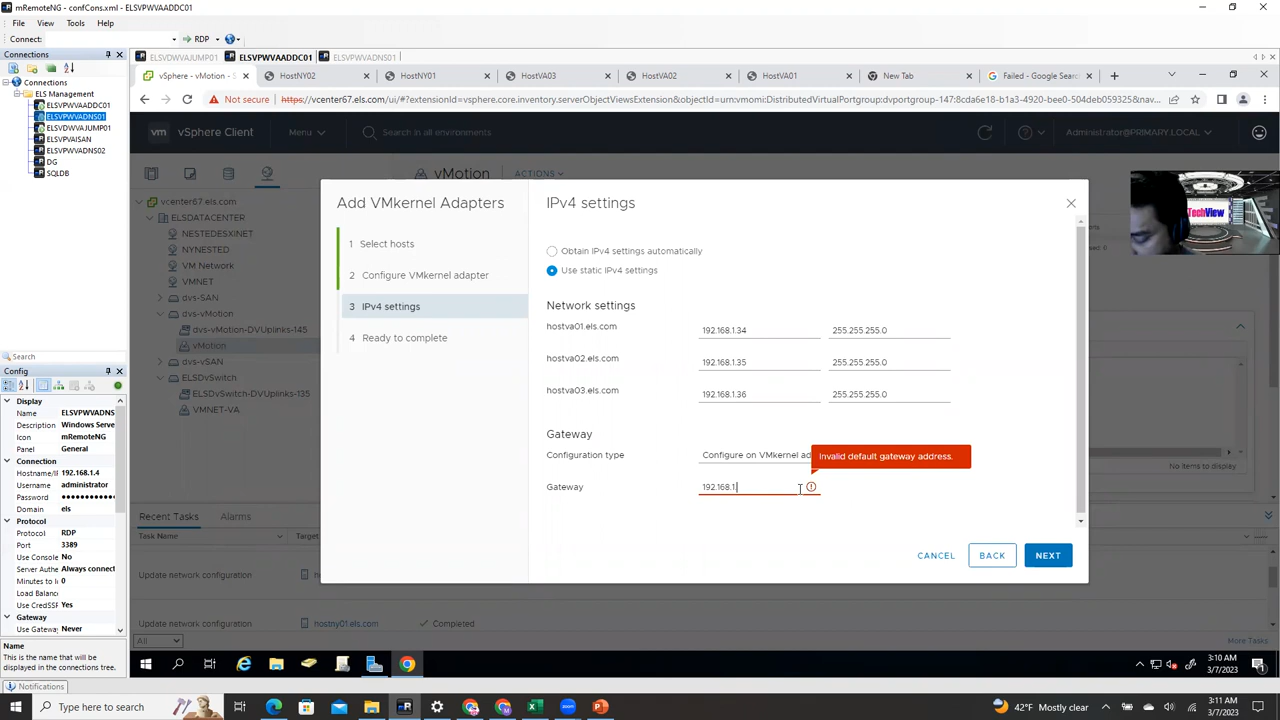 mRemoteNG - confCons.xml - ELSVPWVAADDC01
File View Tools Help
Connect: RDP
Connections
ELSVDWVAJUMP01 ELSVPWVAADDC01 ELSVPWVADNS01
vSphere - vMotion - S HostNY02 HostNY01 HostVA03 HostVA02 HostVA01 New Tab Failed - Google Search
Not secure https://vcenter67.els.com/ui/#?extensionId=vsphere.core.inventory.serverObjectViewsExtension&objectId=urn:vmomi:DistributedVirtualPortgroup:dvportgroup-147:8cda6e18-b1a3-4920-bee0-504deb059325&navi...
vm vSphere Client Menu Search in all environments Administrator@PRIMARY.LOCAL
Connections
ELS Management
ELSVPWVAADDC01
ELSVPWVADNS01
ELSVDWVAJUMP01
ELSVPWVAISAN
ELSVPWVADNS02
DG
SQLDB
vMotion ACTIONS
vcenter67.els.com
ELSDATACENTER
NESTEDESXINET
NYNESTED
VM Network
VMNET
dvs-SAN
dvs-vMotion
dvs-vMotion-DVUplinks-145
vMotion
dvs-vSAN
ELSDvSwitch
ELSDvSwitch-DVUplinks-135
VMNET-VA
Add VMkernel Adapters
1 Select hosts
2 Configure VMkernel adapter
3 IPv4 settings
4 Ready to complete
IPv4 settings
Obtain IPv4 settings automatically
Use static IPv4 settings
Network settings
hostva01.els.com 192.168.1.34 255.255.255.0
hostva02.els.com 192.168.1.35 255.255.255.0
hostva03.els.com 192.168.1.36 255.255.255.0
Gateway
Configuration type Configure on VMkernel ad
Invalid default gateway address.
Gateway 192.168.1
CANCEL BACK NEXT
TechView
No items to display
Recent Tasks Alarms
Task Name Target
Update network configuration
Update network configuration hostny01.els.com Completed
All More Tasks
Search
Config
Display
Name ELSVPWVADNS
Description Windows Serve
Icon mRemoteNG
Panel General
Connection
Hostname/I 192.168.1.4
Username administrator
Password ••••••••••••
Domain els
Protocol
Protocol RDP
Port 3389
Use Console No
Server Authe Always connect
Minutes to I 0
Load Balanc
Use CredSSP Yes
Gateway
Use Gatewa Never
Name
This is the name that will be
displayed in the connections tree.
Notifications
3:10 AM
3/7/2023
Type here to search
42°F Mostly clear
3:11 AM
3/7/2023